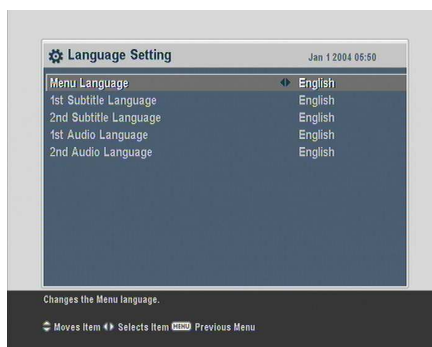 Language Setting Jan 1 2004 05:50
Menu Language English
1st Subtitle Language English
2nd Subtitle Language English
1st Audio Language English
2nd Audio Language English
Changes the Menu language.
Moves Item Selects Item MENU Previous Menu